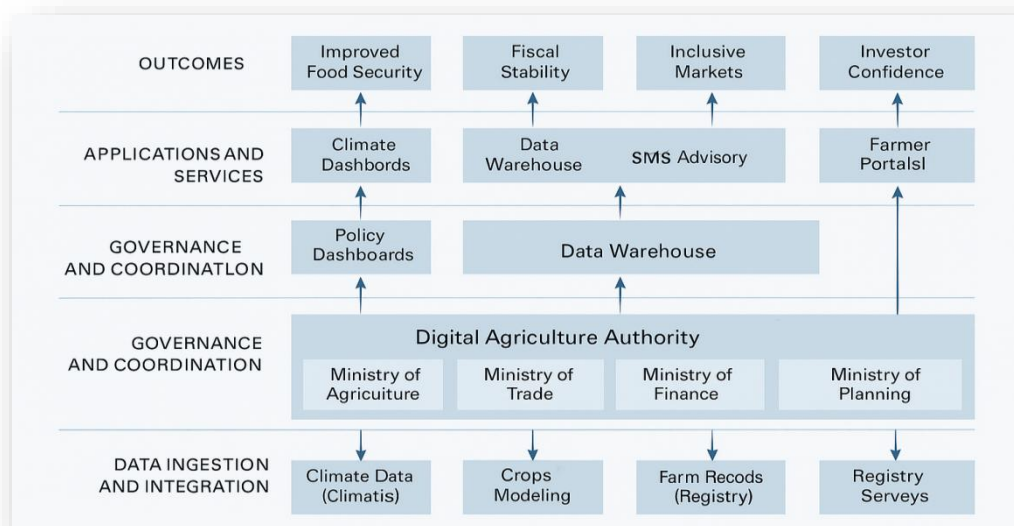 OUTCOMES
Improved
Food Security
Fiscal
Stability
Inclusive
Markets
Investor
Confidence
APPLICATIONS AND
SERVICES
Climate
Dashbords
Data
Warehouse
SMS Advisory
Farmer
Portalsl
GOVERNANCE
AND COORDINATLON
Policy
Dashboards
Data Warehouse
GOVERNANCE
AND COORDINATION
Digital Agriculture Authority
Ministry of
Agriculture
Ministry of
Trade
Ministry of
Finance
Ministry of
Planning
DATA INGESTION
AND INTEGRATION
Climate Data
(Climatis)
Crops
Modeling
Farm Recods
(Registry)
Registry
Serveys